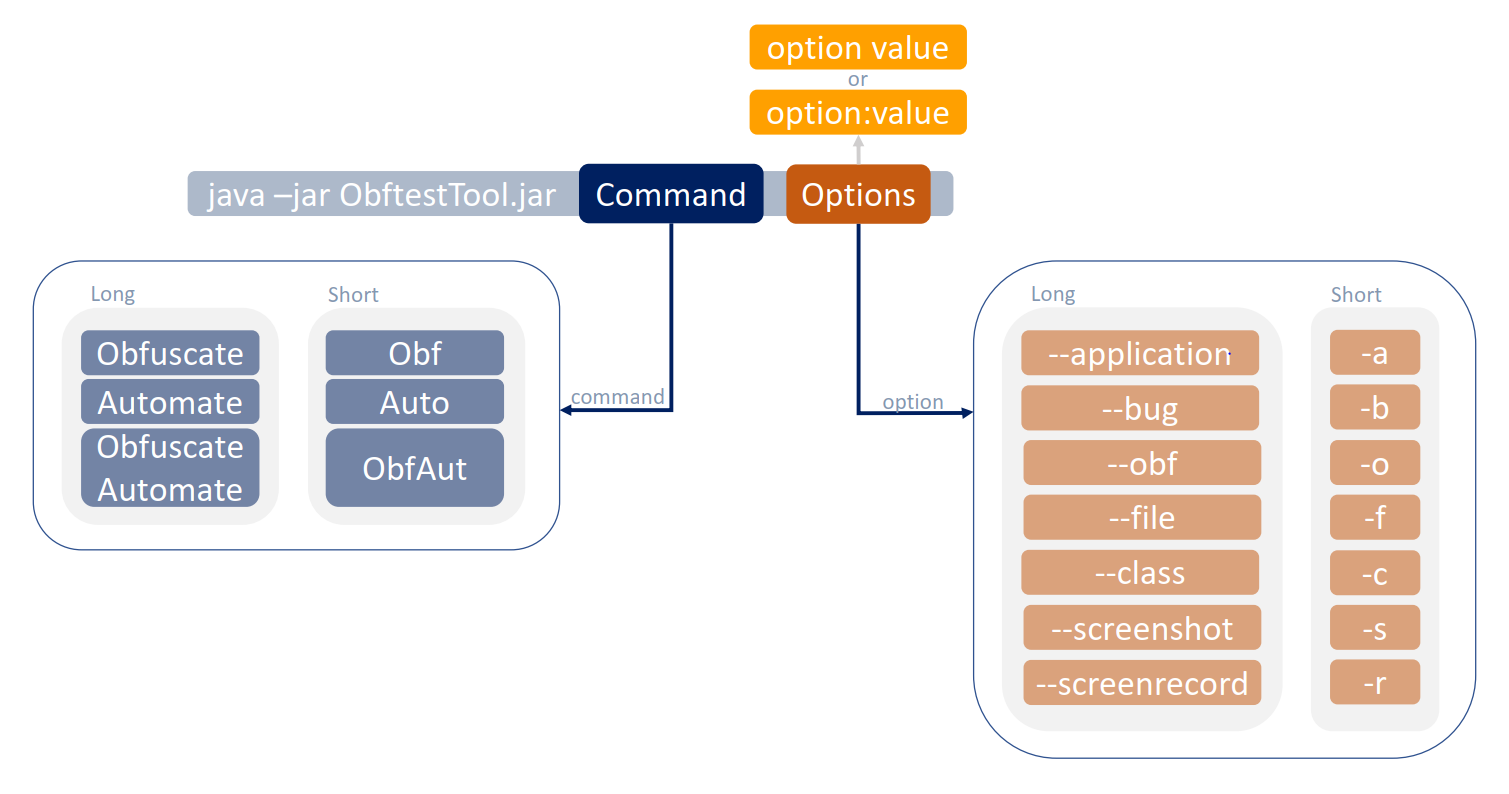 option value
or
option:value
java –jar ObftestTool.jar Command Options
Long Short
Obfuscate Obf
Automate Auto
Obfuscate
Automate
ObfAut
command
option
Long Short
--application -a
--bug -b
--obf -o
--file -f
--class -c
--screenshot -s
--screenrecord -r